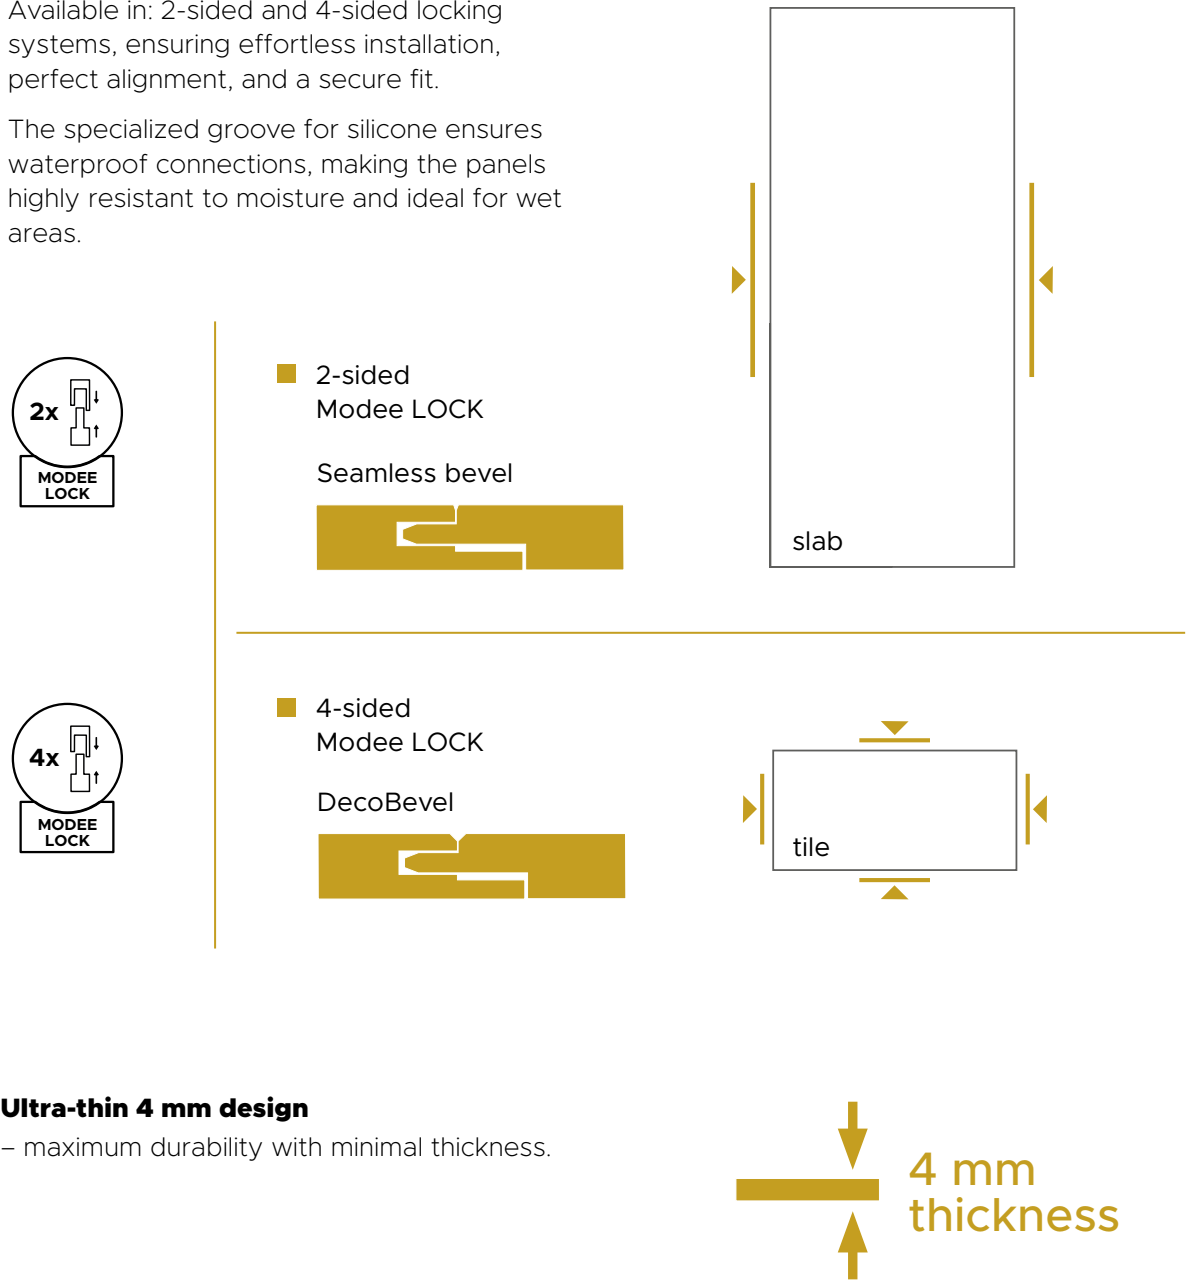 Available in: 2-sided and 4-sided locking
systems, ensuring effortless installation,
perfect alignment, and a secure fit.
The specialized groove for silicone ensures
waterproof connections, making the panels
highly resistant to moisture and ideal for wet
areas.
2x
MODEE
LOCK
2-sided
Modee LOCK
Seamless bevel
slab
4x
MODEE
LOCK
4-sided
Modee LOCK
DecoBevel
tile
Ultra-thin 4 mm design
– maximum durability with minimal thickness.
4 mm
thickness